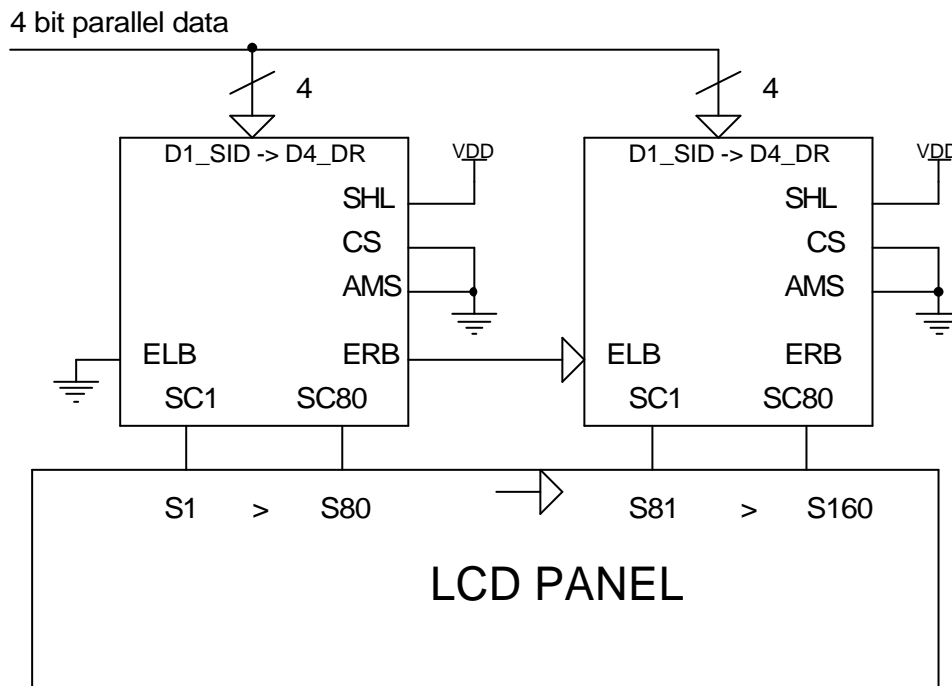 4 bit parallel data
4 4
D1_SID -> D4_DR VDD D1_SID -> D4_DR VDD
SHL SHL
CS CS
AMS AMS
ELB ERB ELB ERB
SC1 SC80 SC1 SC80
S1 > S80 S81 > S160
LCD PANEL